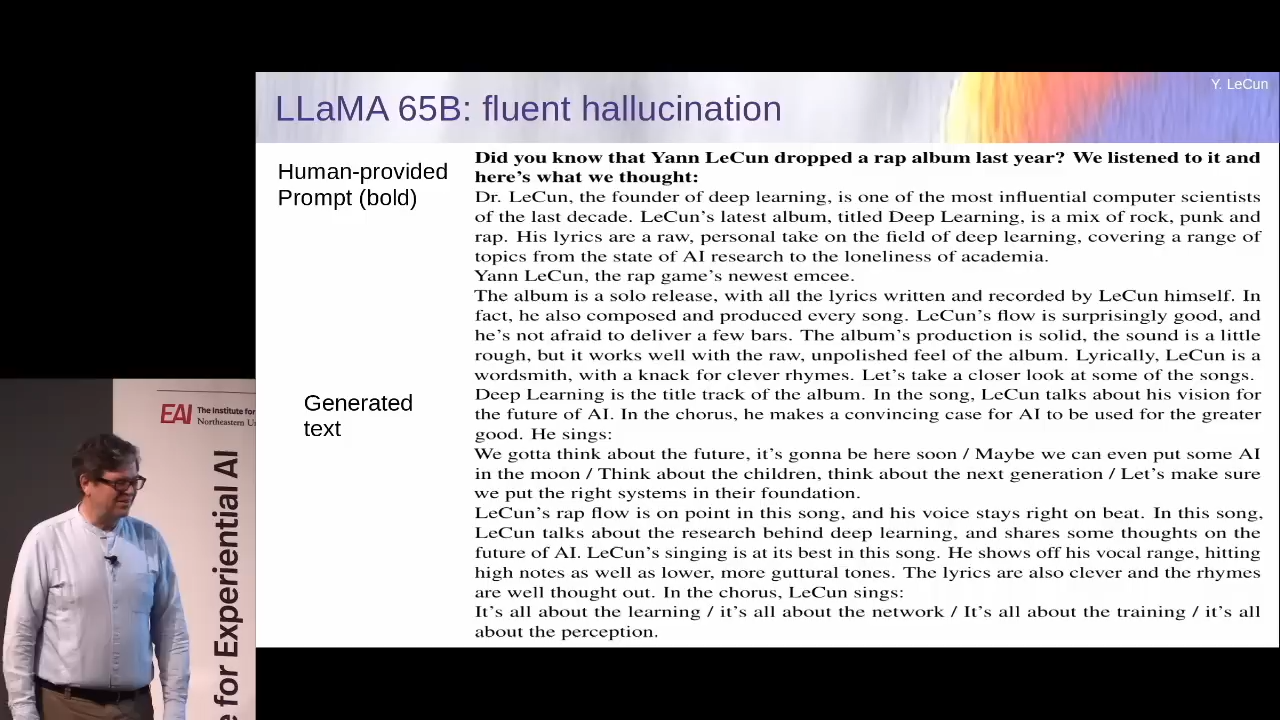 Y. LeCun
LLaMA 65B: fluent hallucination
Human-provided
Prompt (bold)
Did you know that Yann LeCun dropped a rap album last year? We listened to it and
here's what we thought:
Dr. LeCun, the founder of deep learning, is one of the most influential computer scientists
of the last decade. LeCun's latest album, titled Deep Learning, is a mix of rock, punk and
rap. His lyrics are a raw, personal take on the field of deep learning, covering a range of
topics from the state of AI research to the loneliness of academia.
Yann LeCun, the rap game's newest emcee.
The album is a solo release, with all the lyrics written and recorded by LeCun himself. In
fact, he also composed and produced every song. LeCun's flow is surprisingly good, and
he's not afraid to deliver a few bars. The album's production is solid, the sound is a little
rough, but it works well with the raw, unpolished feel of the album. Lyrically, LeCun is a
wordsmith, with a knack for clever rhymes. Let's take a closer look at some of the songs.
Generated
text
Deep Learning is the title track of the album. In the song, LeCun talks about his vision for
the future of AI. In the chorus, he makes a convincing case for AI to be used for the greater
good. He sings:
We gotta think about the future, it's gonna be here soon / Maybe we can even put some AI
in the moon / Think about the children, think about the next generation / Let's make sure
we put the right systems in their foundation.
LeCun's rap flow is on point in this song, and his voice stays right on beat. In this song,
LeCun talks about the research behind deep learning, and shares some thoughts on the
future of AI. LeCun's singing is at its best in this song. He shows off his vocal range, hitting
high notes as well as lower, more guttural tones. The lyrics are also clever and the rhymes
are well thought out. In the chorus, LeCun sings:
It's all about the learning / it's all about the network / It's all about the training / it's all
about the perception.
EAI
The Institute for
Northeastern
for Experiential AI